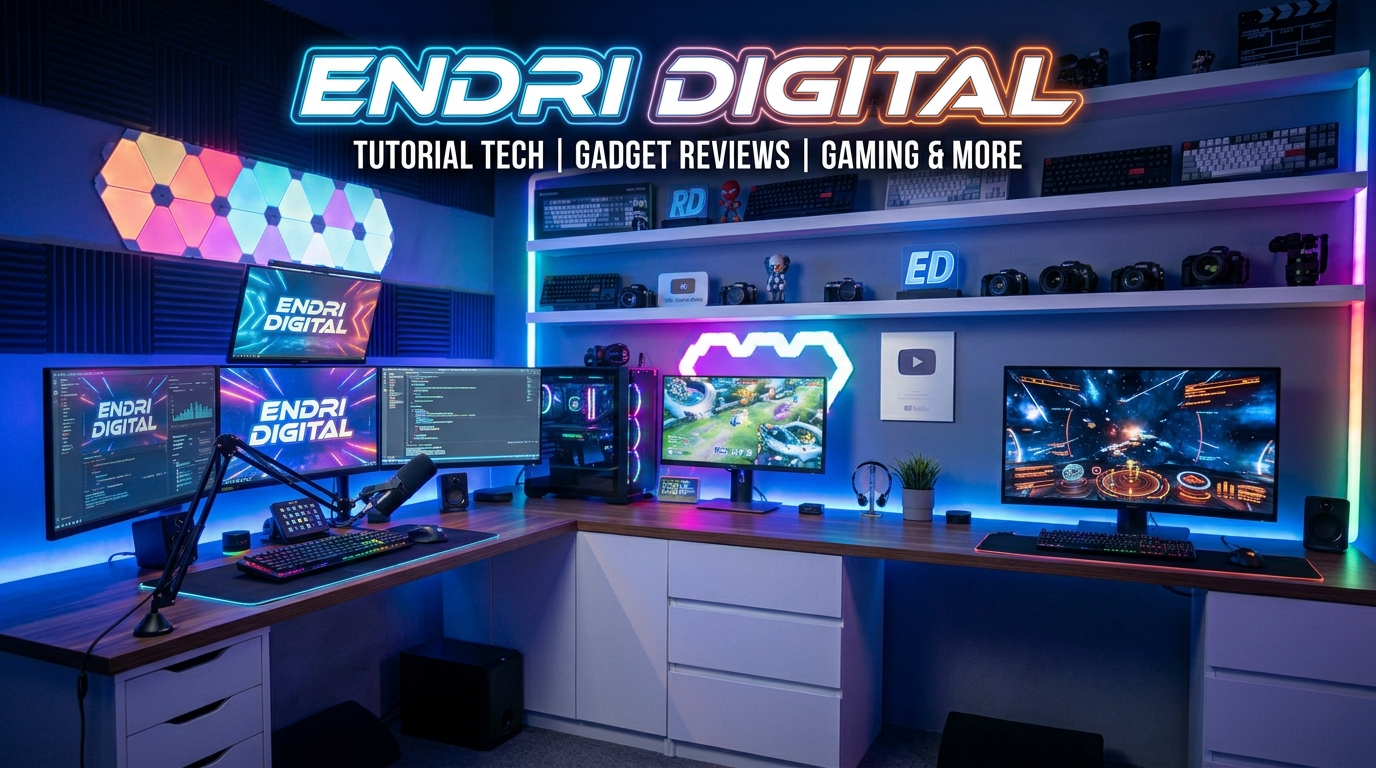 ENDRI DIGITAL
TUTORIAL TECH | GADGET REVIEWS | GAMING & MORE
RD
ED
ENDRI
DIGITAL
ENDRI
DIGITAL
ENDRI
DIGITAL